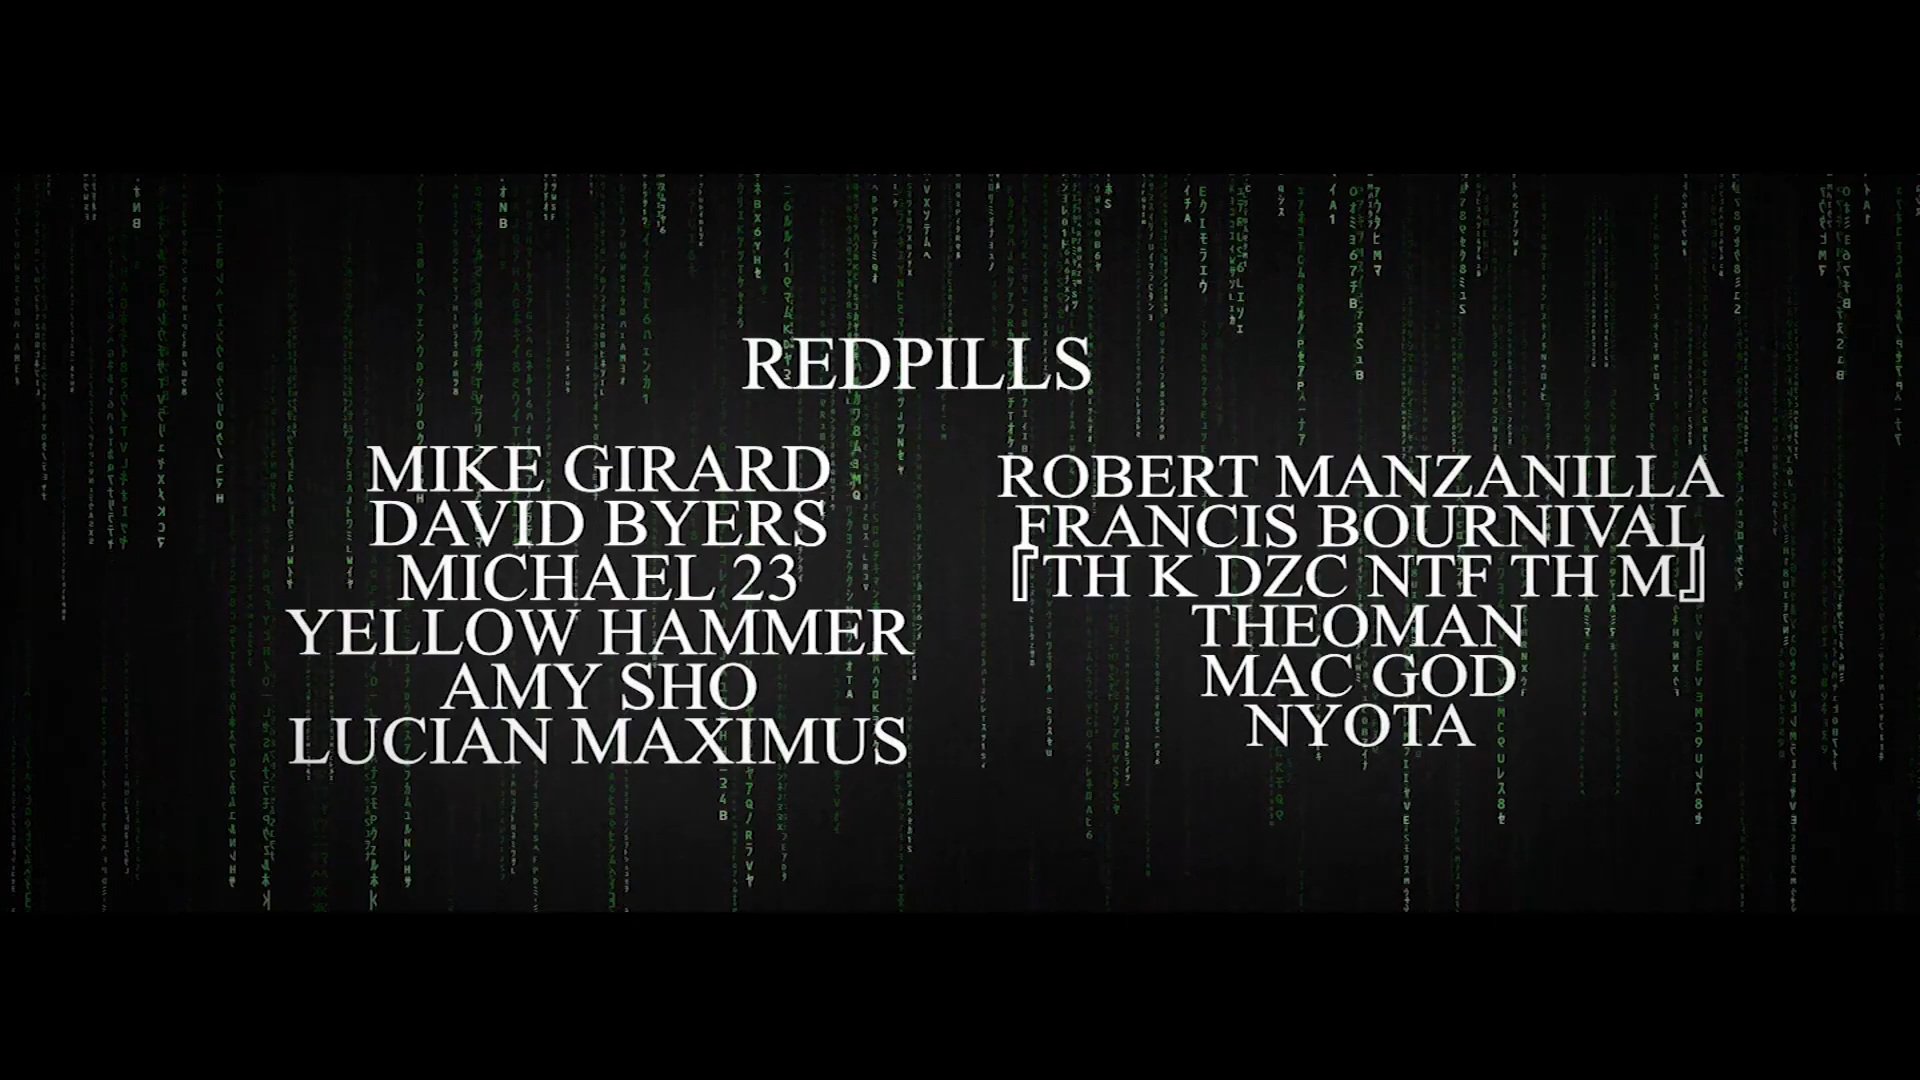 REDPILLS
MIKE GIRARD
DAVID BYERS
MICHAEL 23
YELLOW HAMMER
AMY SHO
LUCIAN MAXIMUS
ROBERT MANZANILLA
FRANCIS BOURNIVAL
『TH K DZC NTF TH M』
THEOMAN
MAC GOD
NYOTA